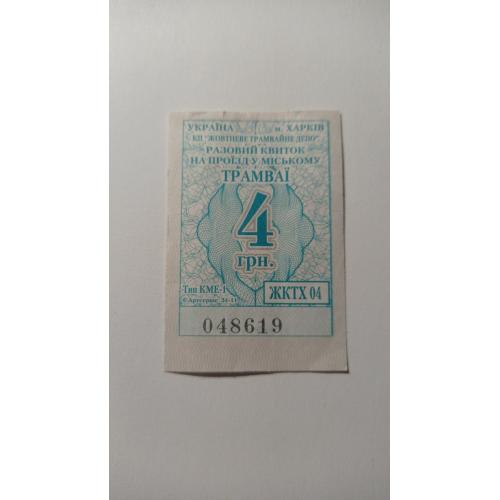 УКРАЇНА м. ХАРКІВ
КП "ЖОВТНЕВЕ ТРАМВАЙНЕ ДЕПО"
РАЗОВИЙ КВИТОК
НА ПРОЇЗД У МІСЬКОМУ
ТРАМВАЇ
4
грн.
Тип КМЕ-1
ЖКТХ 04
048619